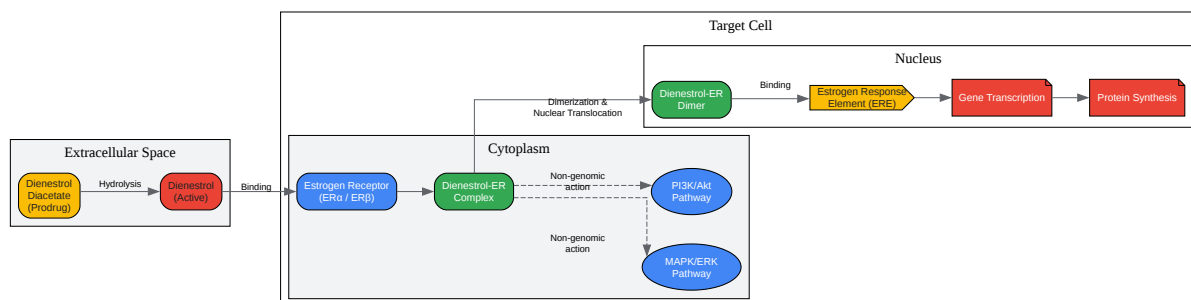 Target Cell
Nucleus
Dienestrol-ER
Dimer
Binding
Estrogen Response
Element (ERE)
Gene Transcription
Protein Synthesis
Dimerization &
Nuclear Translocation
Extracellular Space
Dienestrol
Diacetate
(Prodrug)
Hydrolysis
Dienestrol
(Active)
Binding
Cytoplasm
Estrogen Receptor
(ERα / ERβ)
Dienestrol-ER
Complex
Non-genomic
action
PI3K/Akt
Pathway
Non-genomic
action
MAPK/ERK
Pathway